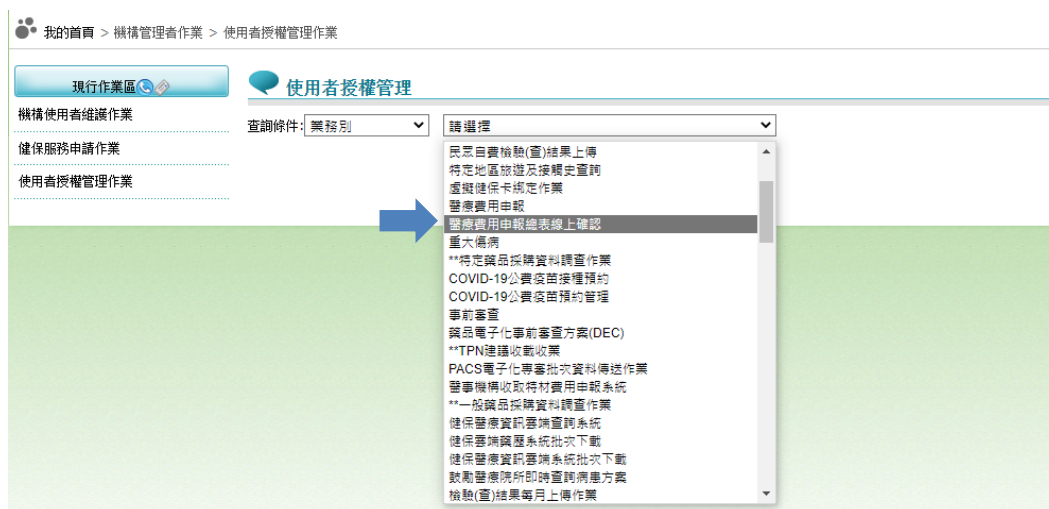 我的首頁 > 機構管理者作業 > 使用者授權管理作業
現行作業區
機構使用者維護作業
健保服務申請作業
使用者授權管理作業
使用者授權管理
查詢條件: 業務別 請選擇
民眾自費檢驗(查)結果上傳
特定地區旅遊及接觸史查詢
虛擬健保卡綁定作業
醫療費用申報
醫療費用申報總表線上確認
重大傷病
**特定藥品採購資料調查作業
COVID-19公費疫苗接種預約
COVID-19公費疫苗預約管理
事前審查
藥品電子化事前審查方案(DEC)
**TPN建議收載收業
PACS電子化專審批次資料傳送作業
醫事機構收取特材費用申報系統
**一般藥品採購資料調查作業
健保醫療資訊雲端查詢系統
健保雲端藥歷系統批次下載
健保醫療資訊雲端系統批次下載
鼓勵醫療院所即時查詢病患方案
檢驗(查)結果每月上傳作業